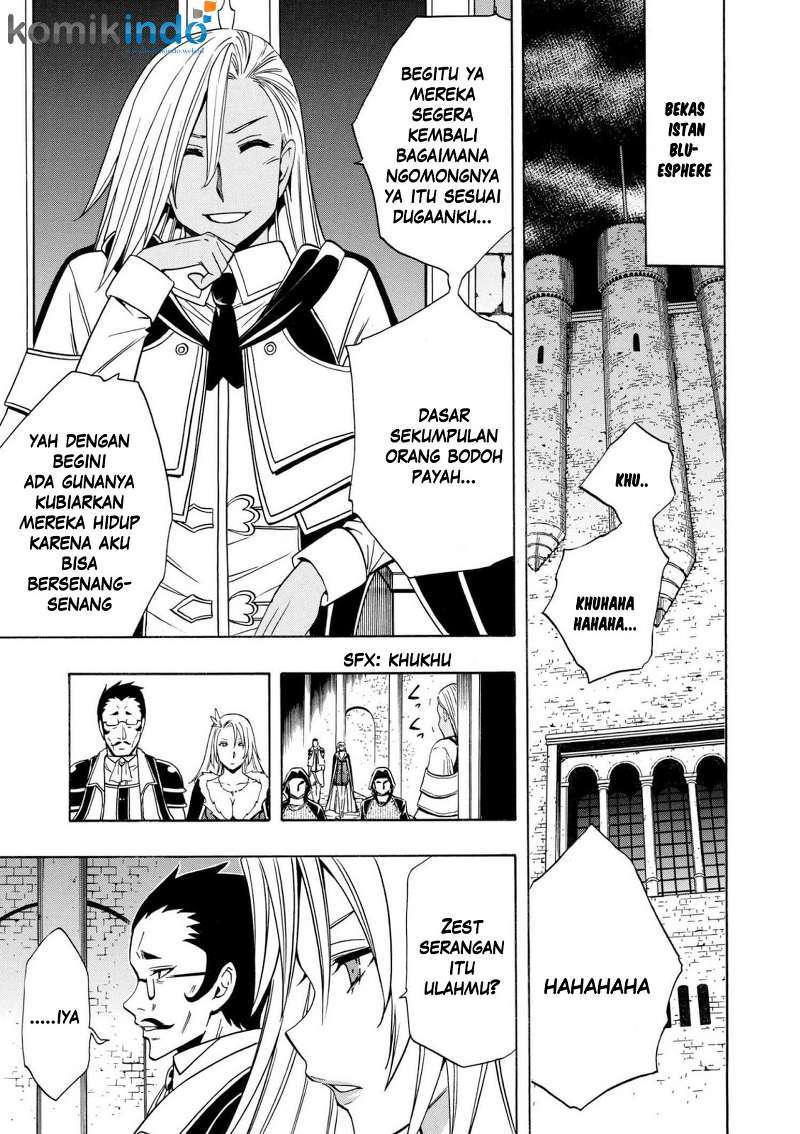 komikindo
BEKAS
ISTAN
BLU-
ESPHERE
KHU..
KHUHAHA
HAHAHA...
HAHAHAHA
BEGITU YA
MEREKA
SEGERA
KEMBALI
BAGAIMANA
NGOMONGNYA
YA ITU SESUAI
DUGAANKU...
DASAR
SEKUMPULAN
ORANG BODOH
PAYAH...
YAH DENGAN
BEGINI
ADA GUNANYA
KUBIARKAN
MEREKA HIDUP
KARENA AKU
BISA
BERSENANG-
SENANG
SFX: KHUKHU
ZEST
SERANGAN
ITU
ULAHMU?
.....IYA